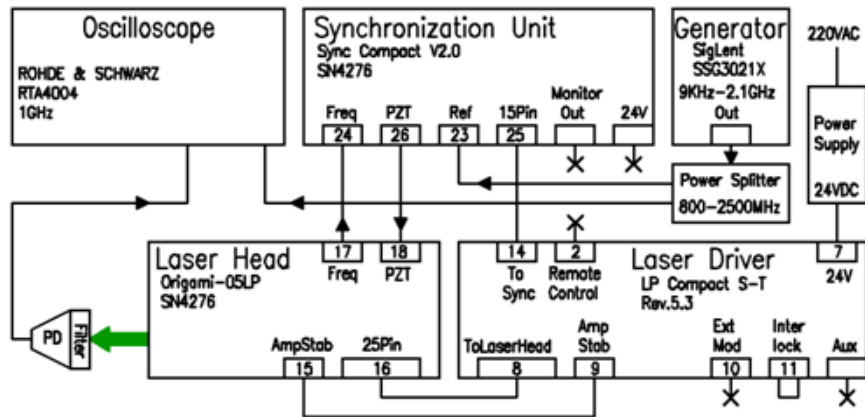 Oscilloscope
ROHDE & SCHWARZ
RTA4004
1GHz
Synchronization Unit
Sync Compact V2.0
SN4276
Freq
PZT
Ref
15Pin
Monitor
Out
24V
24
26
23
25
Generator
SigLent
SSG3021X
9KHz-2.1GHz
Out
220VAC
Power
Supply
24VDC
Power Splitter
800-2500MHz
Laser Head
Origami-05LP
SN4276
17
18
Freq
PZT
AmpStab
25Pin
15
16
PD
Filter
Laser Driver
LP Compact S-T
Rev.5.3
14
2
7
To
Sync
Remote
Control
24V
ToLaserHead
Amp
Stab
Ext
Mod
Inter
lock
Aux
8
9
10
11